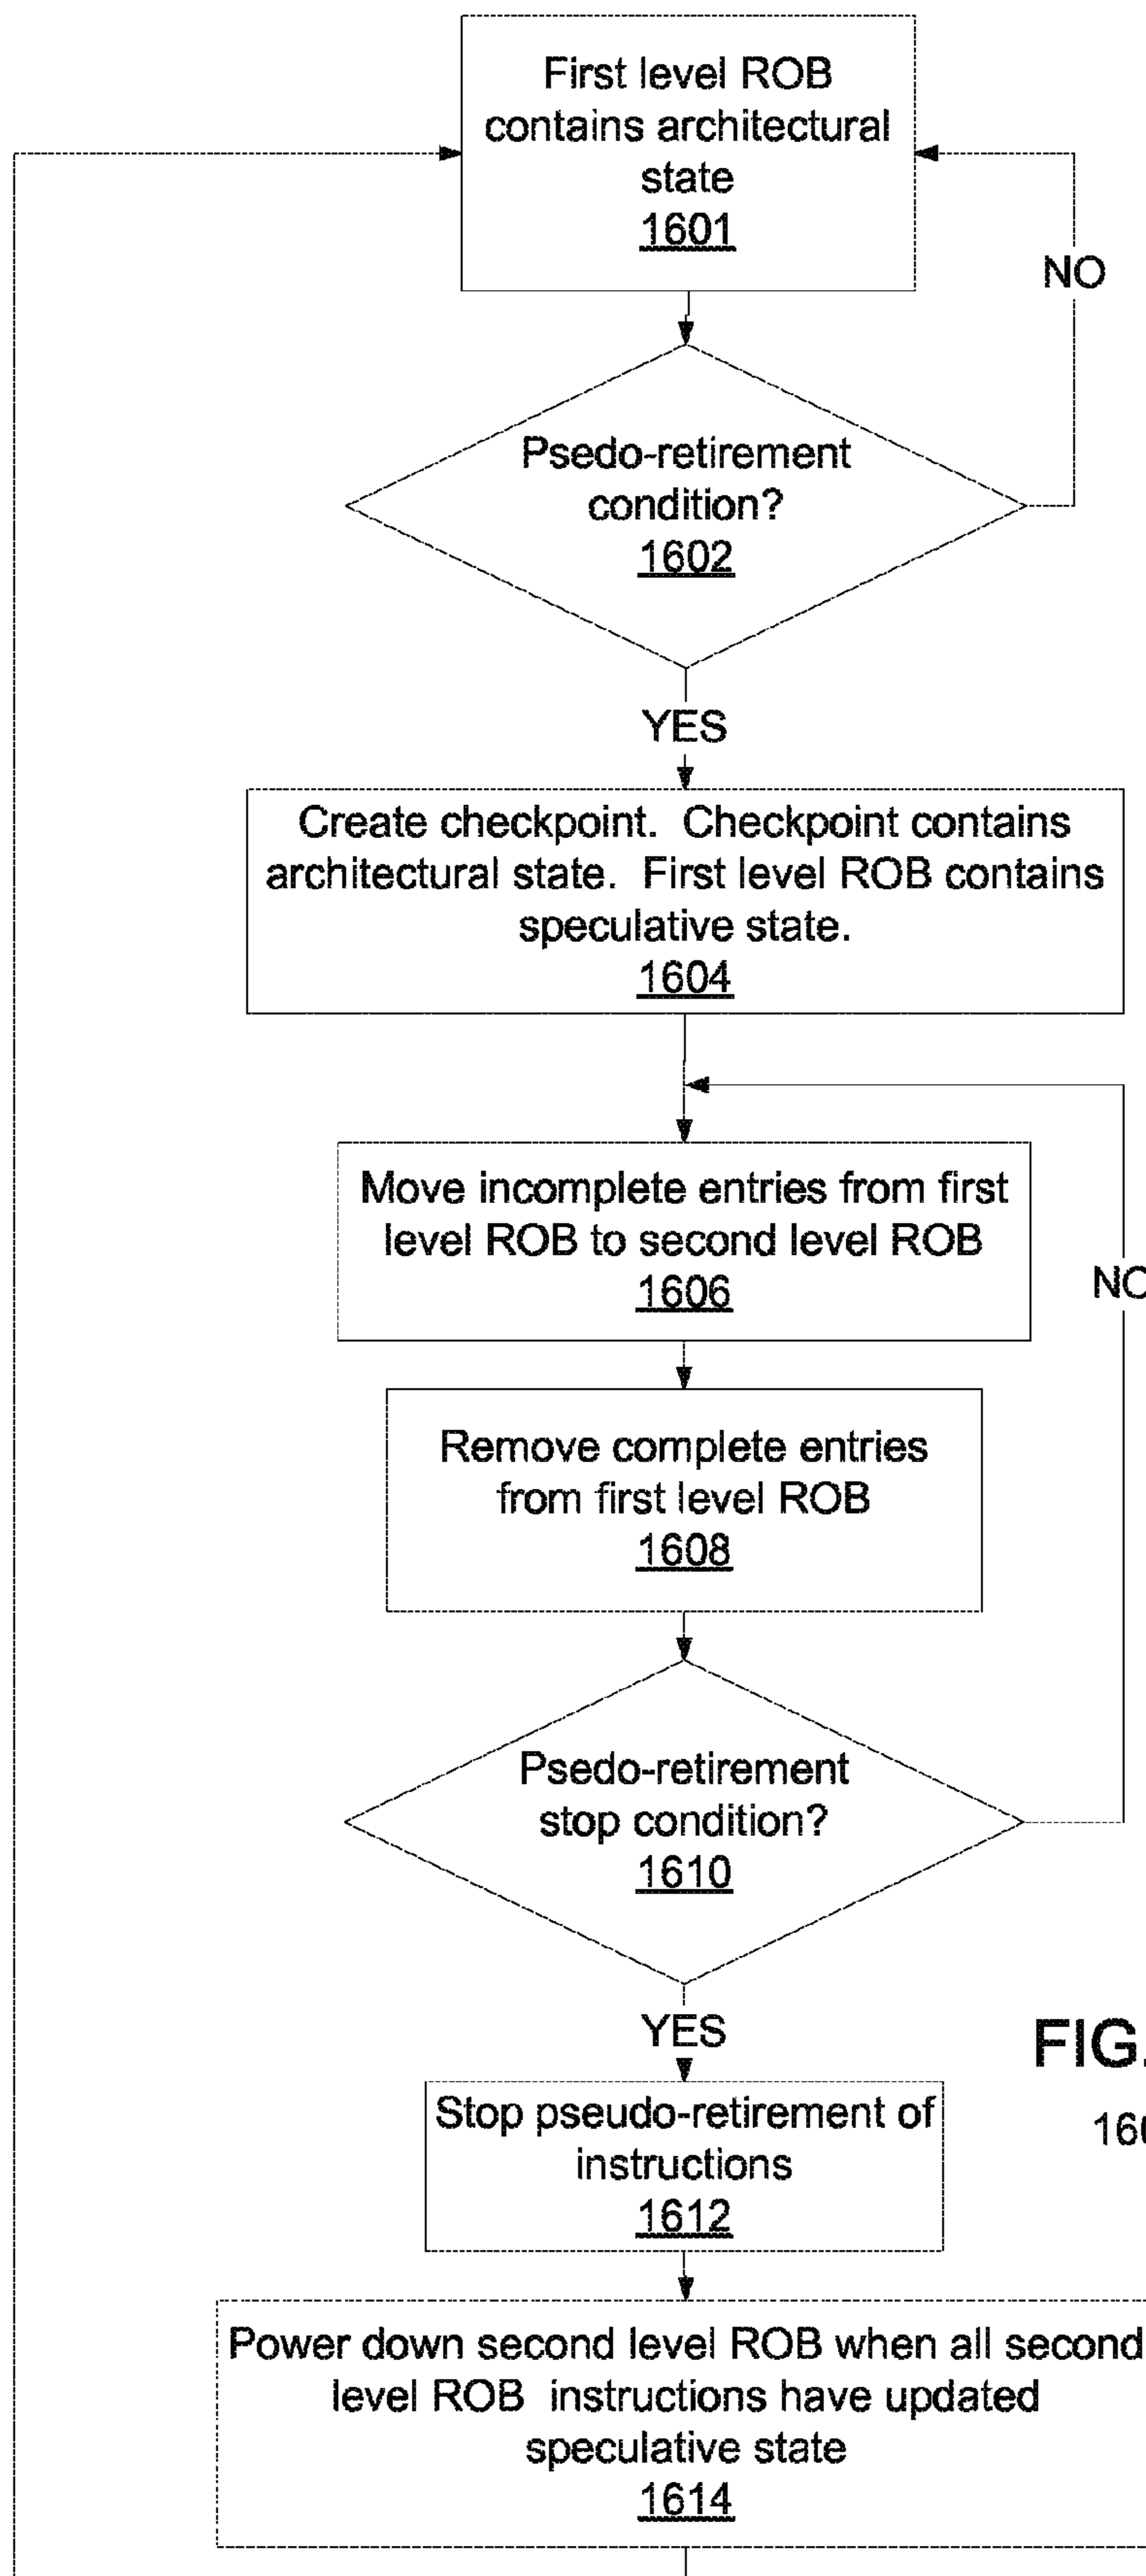 First level ROB
contains architectural
state
1601
NO
Psedo-retirement
condition?
1602
YES
Create checkpoint. Checkpoint contains
architectural state. First level ROB contains
speculative state.
1604
Move incomplete entries from first
level ROB to second level ROB
1606
NO
Remove complete entries
from first level ROB
1608
Psedo-retirement
stop condition?
1610
YES
FIG.
Stop pseudo-retirement of
instructions
1612
Power down second level ROB when all second
level ROB instructions have updated
speculative state
1614